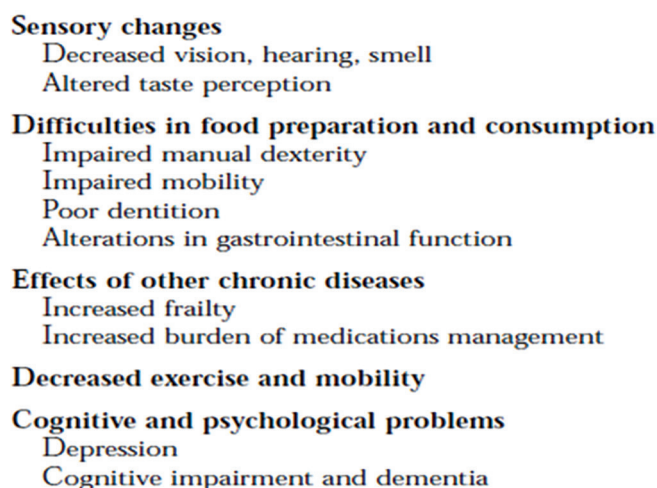 Sensory changes
Decreased vision, hearing, smell
Altered taste perception
Difficulties in food preparation and consumption
Impaired manual dexterity
Impaired mobility
Poor dentition
Alterations in gastrointestinal function
Effects of other chronic diseases
Increased frailty
Increased burden of medications management
Decreased exercise and mobility
Cognitive and psychological problems
Depression
Cognitive impairment and dementia